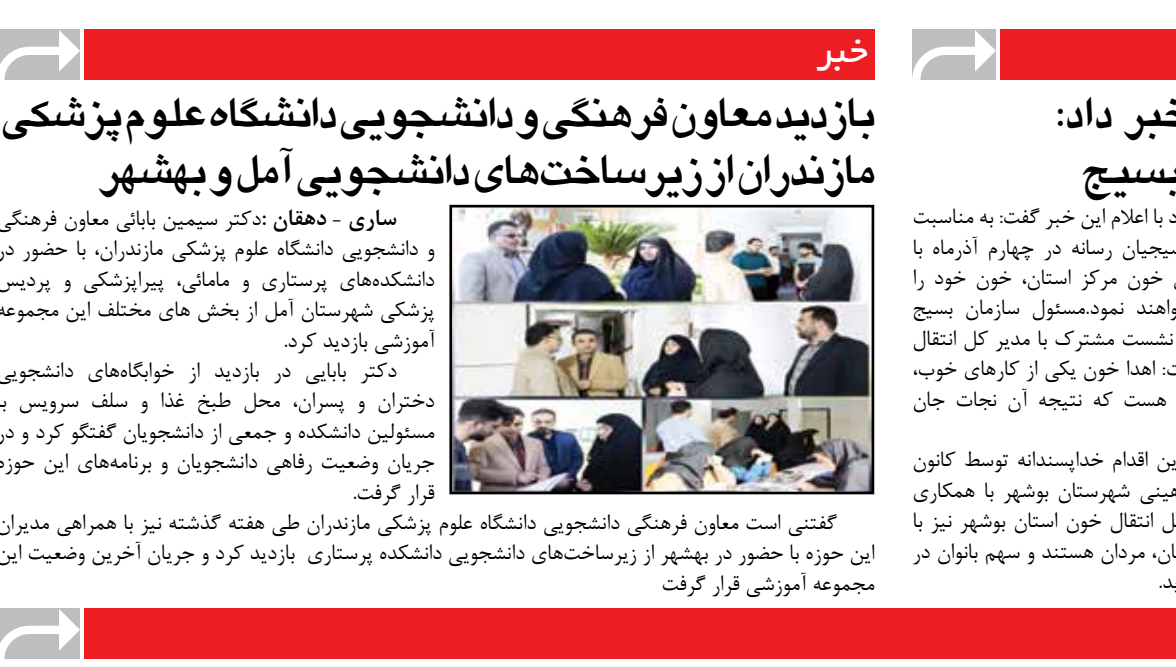 خبر داد:
بسیج
د با اعلام این خبر گفت: به مناسبت
سیجیان رسانه در چهارم آذرماه با
خون مرکز استان، خون خود را
واهند نمود.مسئول سازمان بسیج
نشست مشترک با مدیر کل انتقال
ت: اهدا خون یکی از کارهای خوب،
هست که نتیجه آن نجات جان
ین اقدام خداپسندانه توسط کانون
هینی شهرستان بوشهر با همکاری
ل انتقال خون استان بوشهر نیز با
ان، مردان هستند و سهم بانوان در
ید.
خبر
بازدید معاون فرهنگی و دانشجویی دانشگاه علوم پزشکی
مازندران از زیرساخت‌های دانشجویی آمل و بهشهر
ساری - دهقان :دکتر سیمین بابائی معاون فرهنگی
و دانشجویی دانشگاه علوم پزشکی مازندران، با حضور در
دانشکده‌های پرستاری و مامائی، پیراپزشکی و پردیس
پزشکی شهرستان آمل از بخش های مختلف این مجموعه
آموزشی بازدید کرد.
دکتر بابایی در بازدید از خوابگاه‌های دانشجویی
دختران و پسران، محل طبخ غذا و سلف سرویس با
مسئولین دانشکده و جمعی از دانشجویان گفتگو کرد و در
جریان وضعیت رفاهی دانشجویان و برنامه‌های این حوزه
قرار گرفت.
گفتنی است معاون فرهنگی دانشجویی دانشگاه علوم پزشکی مازندران طی هفته گذشته نیز با همراهی مدیران
این حوزه با حضور در بهشهر از زیرساخت‌های دانشجویی دانشکده پرستاری بازدید کرد و جریان آخرین وضعیت این
مجموعه آموزشی قرار گرفت